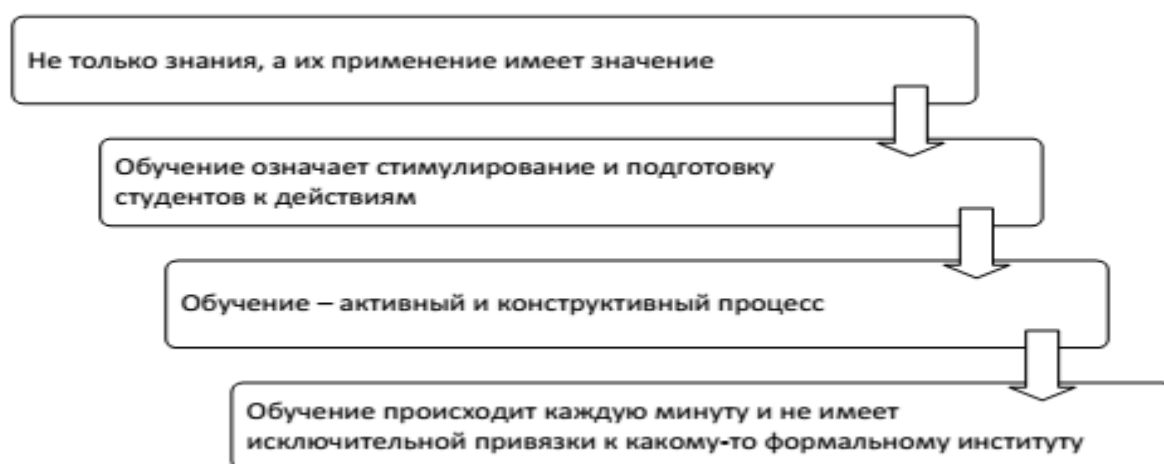 Не только знания, а их применение имеет значение
Обучение означает стимулирование и подготовку
студентов к действиям
Обучение – активный и конструктивный процесс
Обучение происходит каждую минуту и не имеет
исключительной привязки к какому-то формальному институту